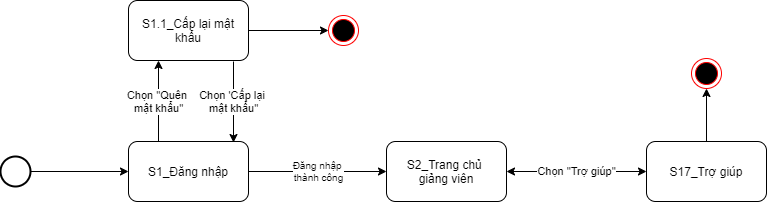 S1.1_Cấp lại mật
khẩu
Chọn "Quên
mật khẩu"
Chọn 'Cấp lại
mật khẩu"
S1_Đăng nhập
Đăng nhập
thành công
S2_Trang chủ
giảng viên
Chọn "Trợ giúp"
S17_Trợ giúp